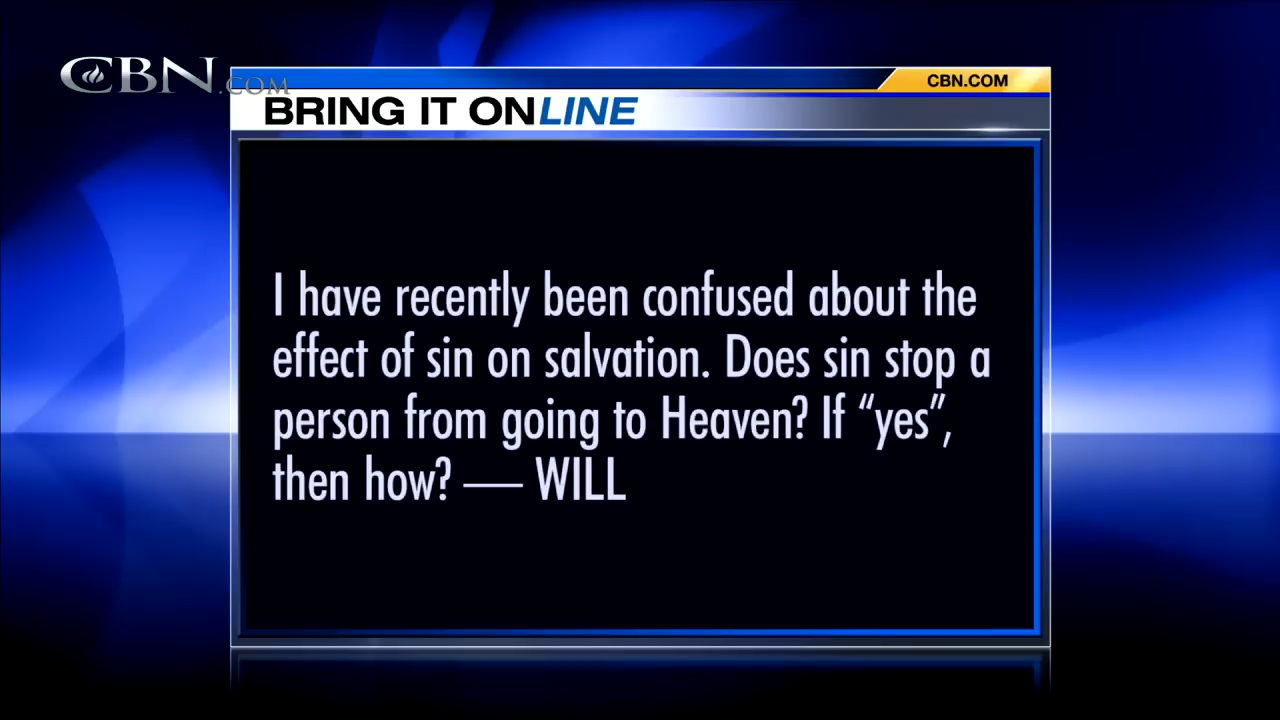 CBN.COM
CBN.COM
BRING IT ONLINE
I have recently been confused about the
effect of sin on salvation. Does sin stop a
person from going to Heaven? If “yes”,
then how? — WILL